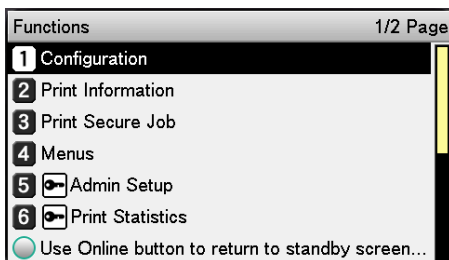 Functions 1/2 Page
1 Configuration
2 Print Information
3 Print Secure Job
4 Menus
5 Admin Setup
6 Print Statistics
Use Online button to return to standby screen...